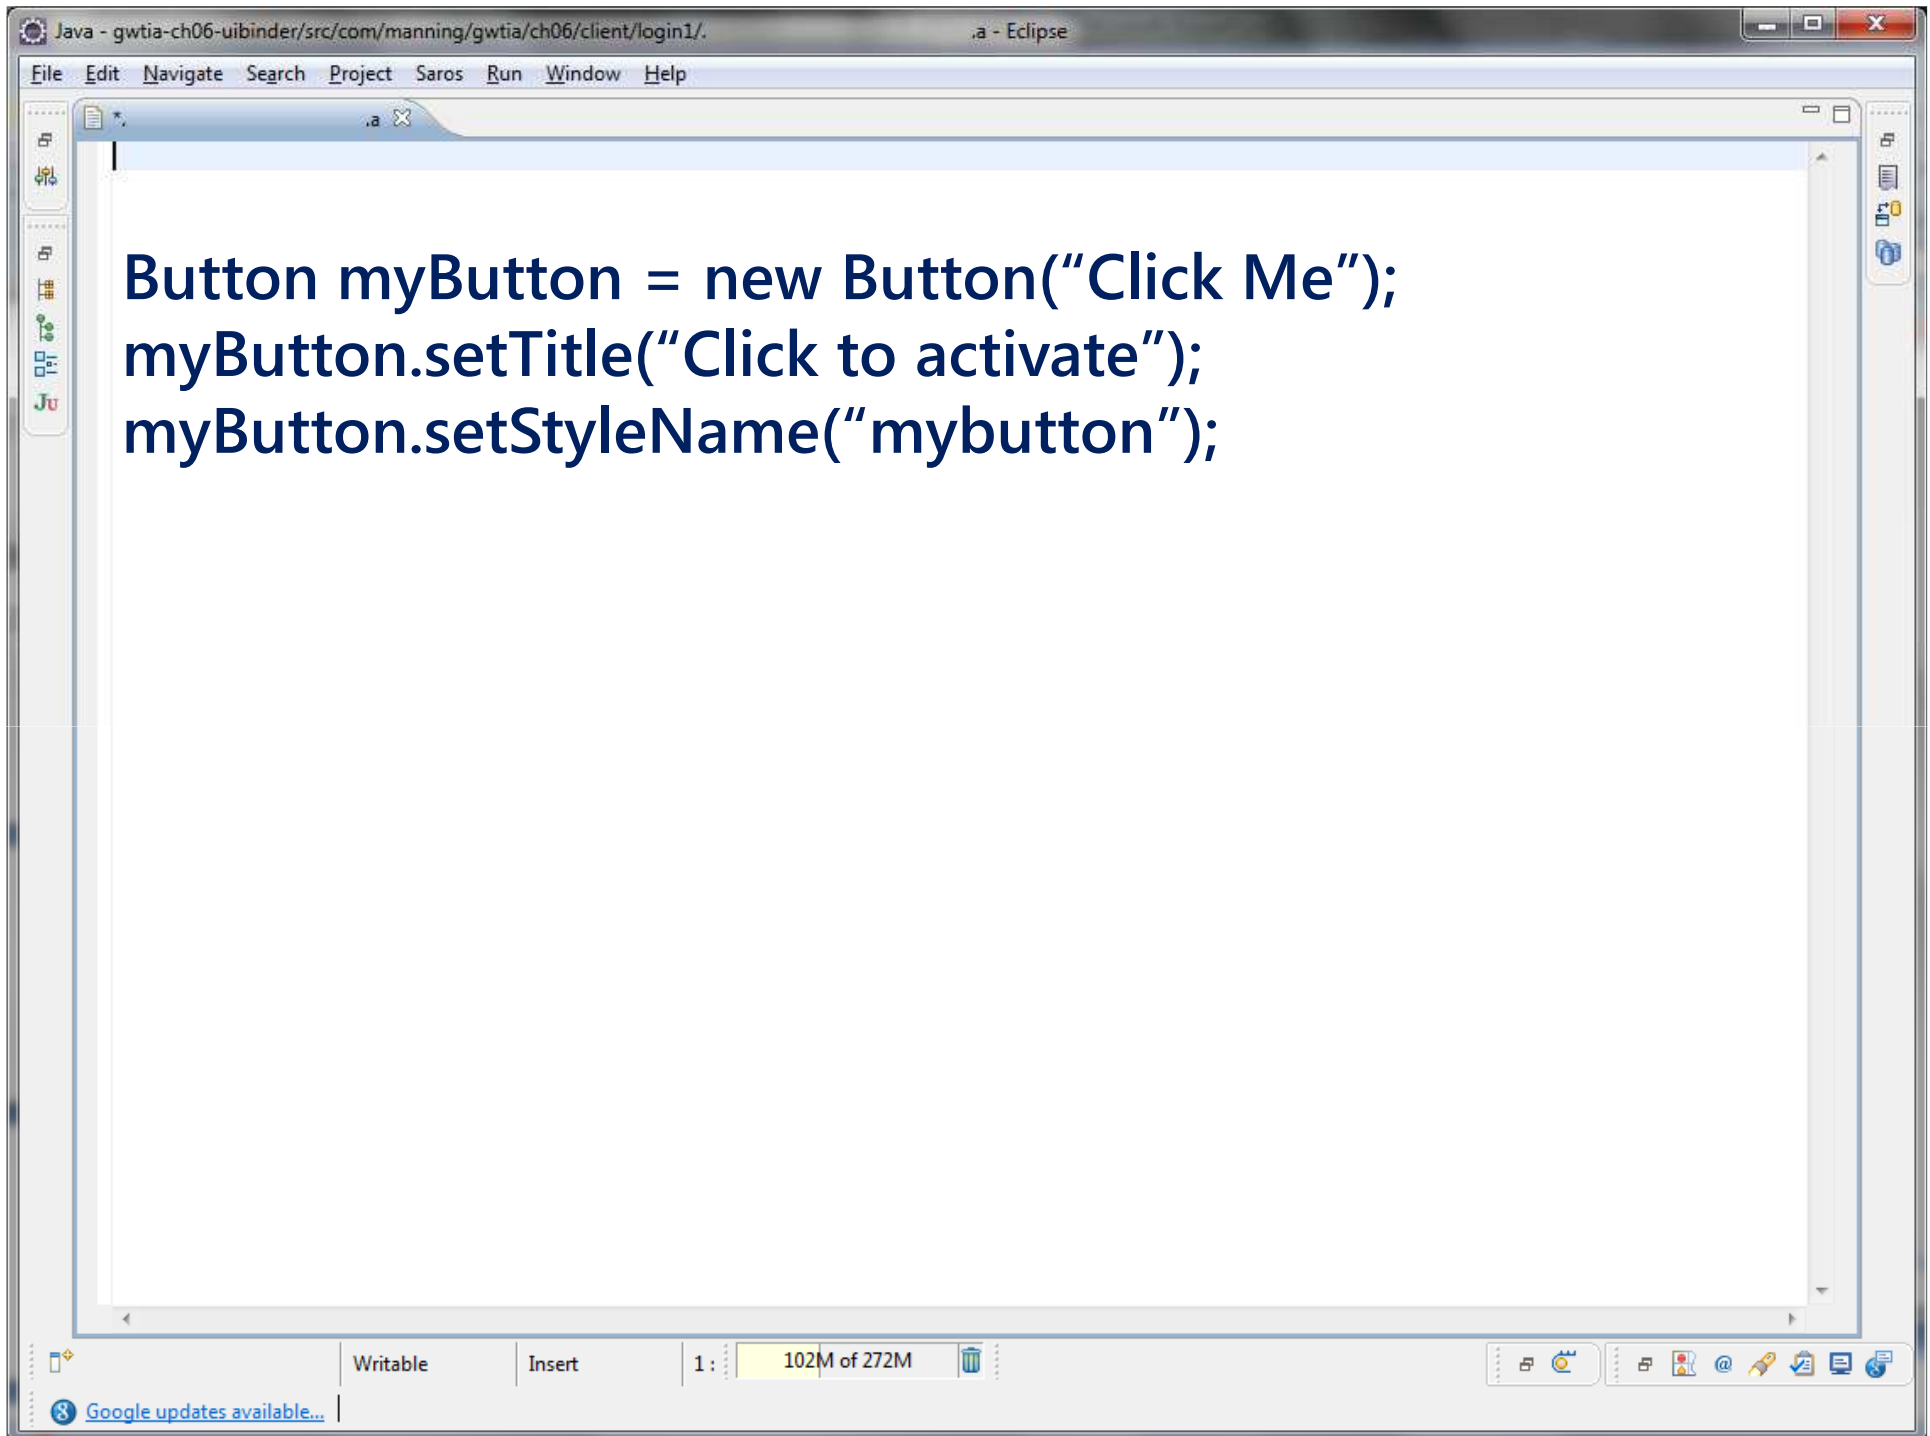 Java - gwtia-ch06-uibinder/src/com/manning/gwtia/ch06/client/login1/. .a - Eclipse
File Edit Navigate Search Project Saros Run Window Help
*. .a
Button myButton = new Button(“Click Me”);
myButton.setTitle(“Click to activate”);
myButton.setStyleName(“mybutton”);
Ju
Writable Insert 1 : 102M of 272M
@
8 Google updates available...